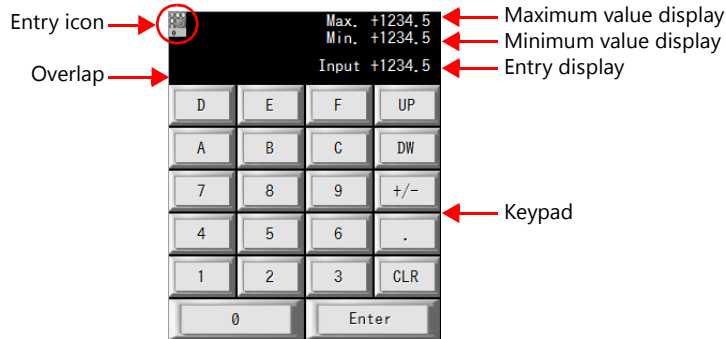 Entry icon
Max. +1234.5
Maximum value display
Min. +1234.5
Minimum value display
Overlap
Input +1234.5
Entry display
D E F UP
A B C DW
7 8 9 +/-
Keypad
4 5 6 .
1 2 3 CLR
0 Enter